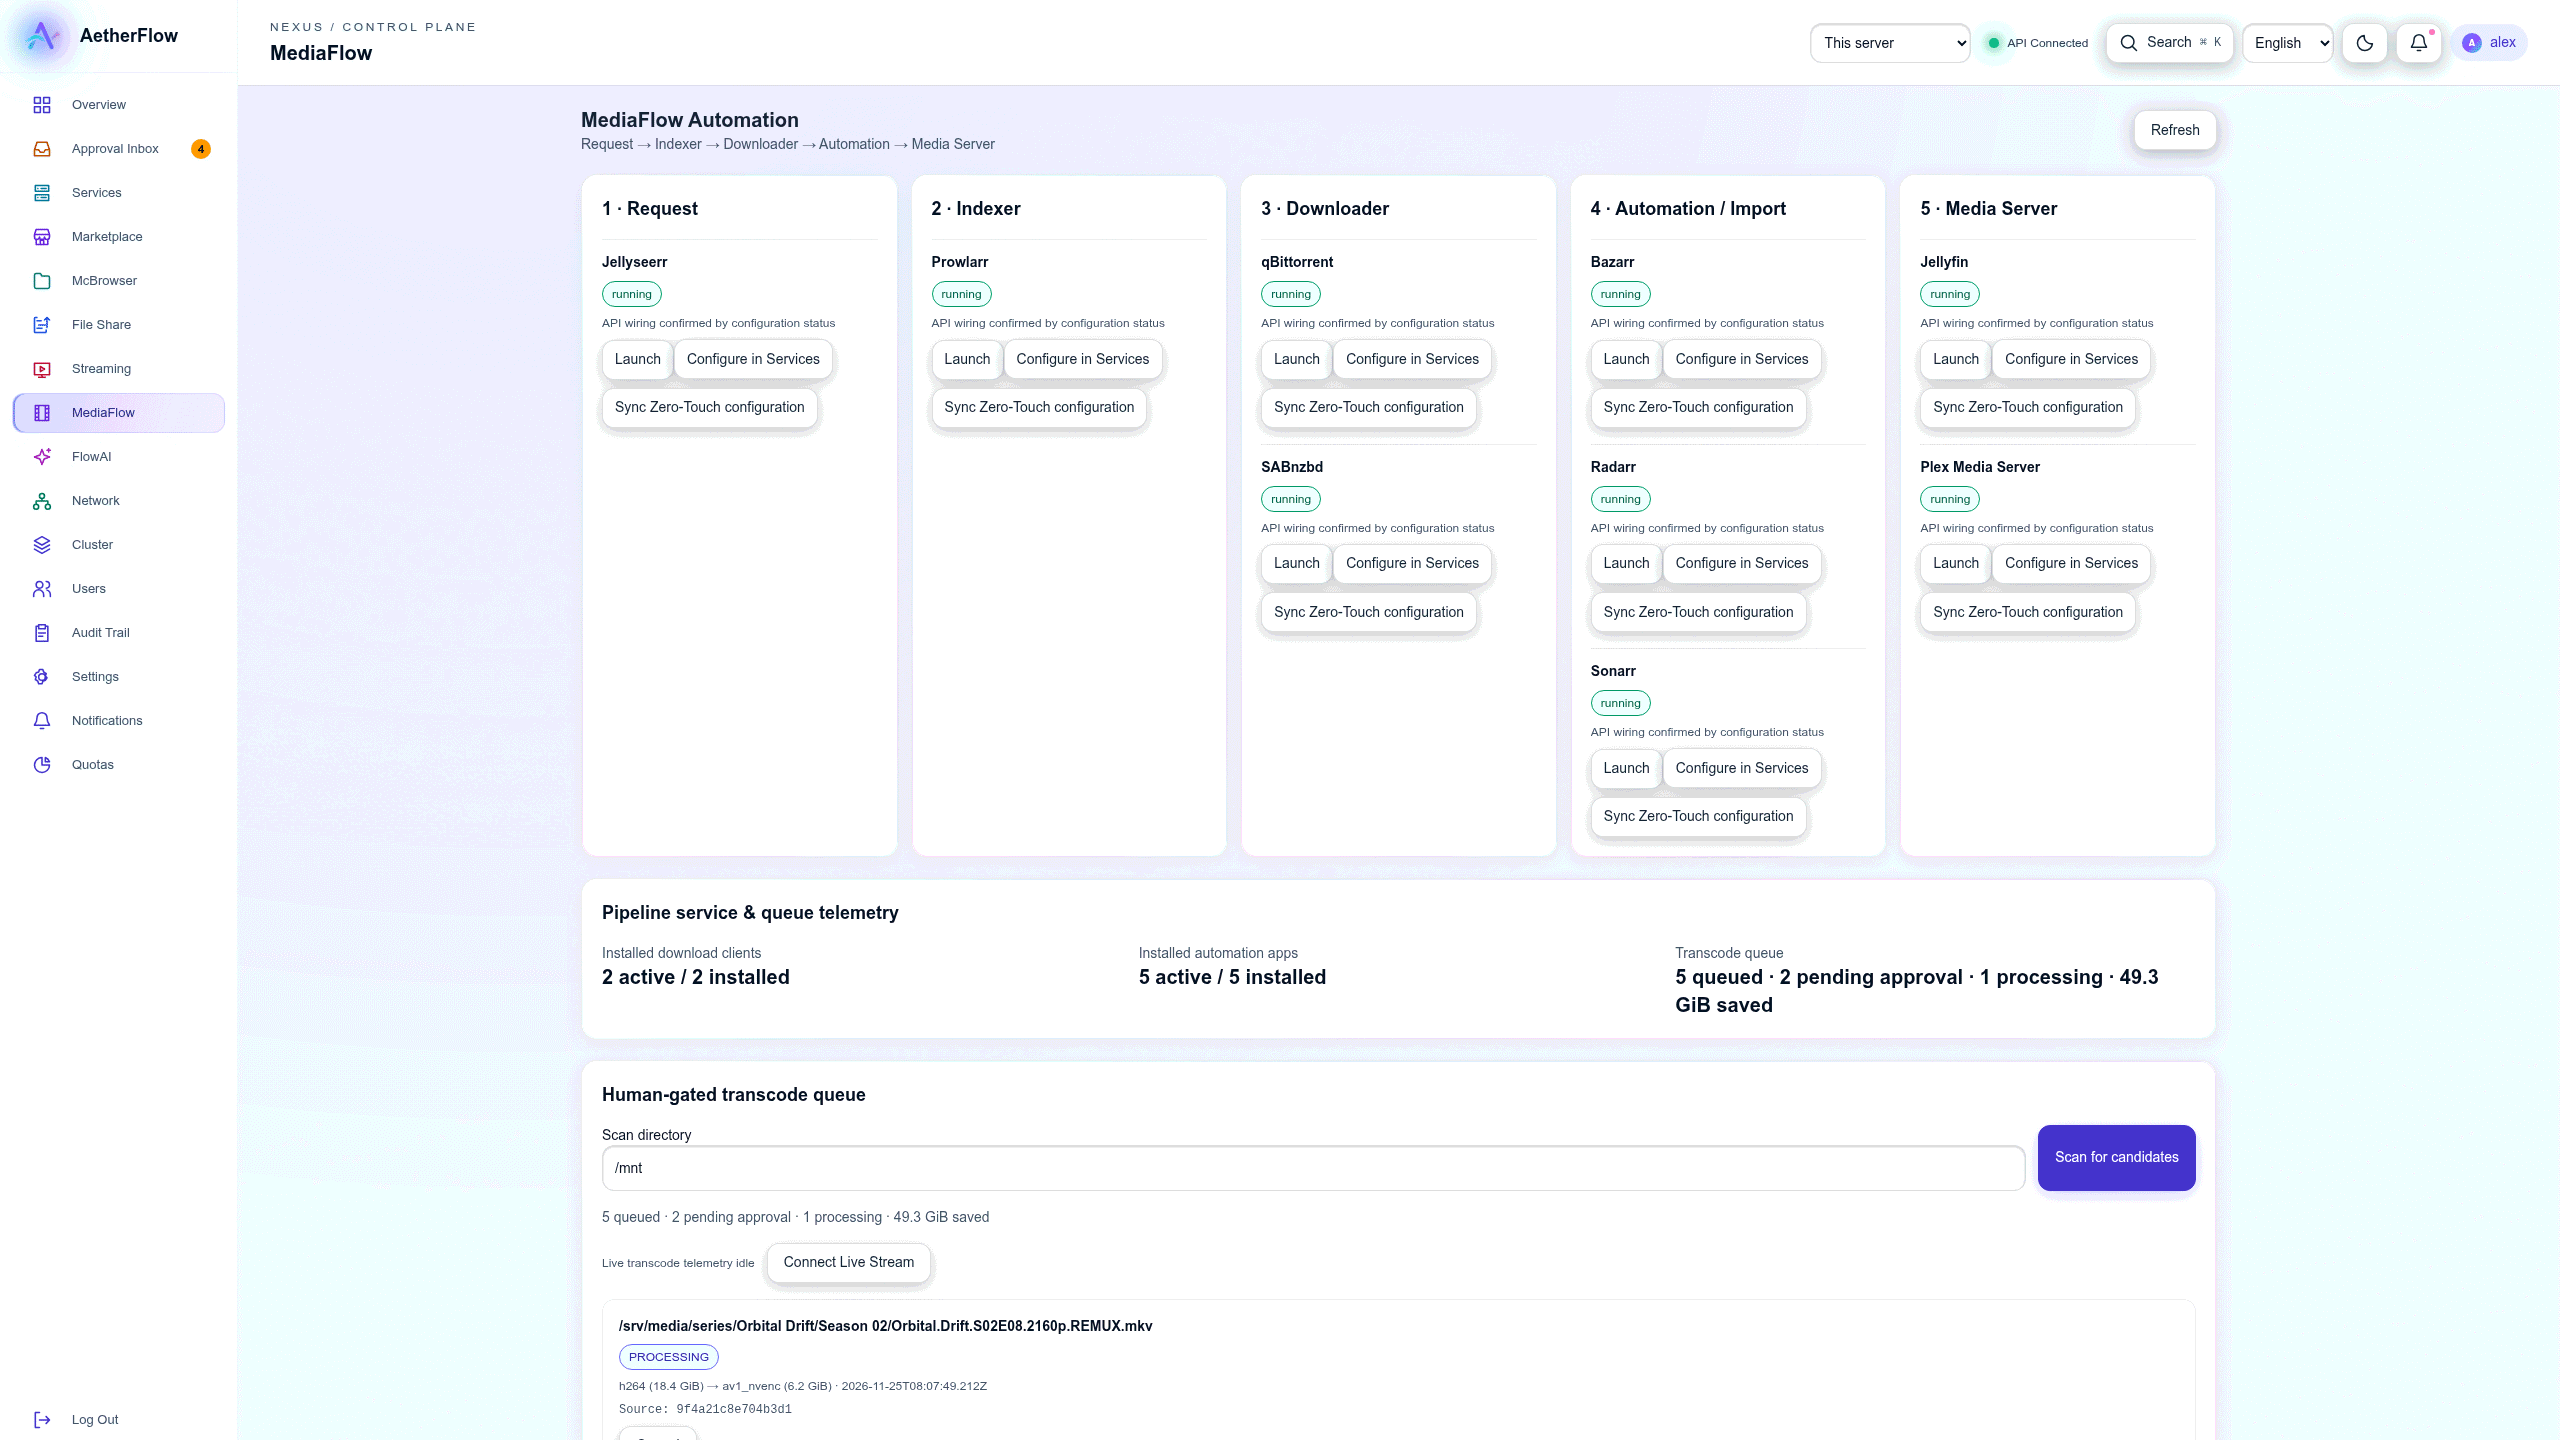 AetherFlow
Overview
Approval Inbox 4
Services
Marketplace
McBrowser
File Share
Streaming
MediaFlow
FlowAI
Network
Cluster
Users
Audit Trail
Settings
Notifications
Quotas
Log Out
NEXUS / CONTROL PLANE
MediaFlow
This server
API Connected
Search ⌘ K
English
A alex
MediaFlow Automation
Request → Indexer → Downloader → Automation → Media Server
Refresh
1 · Request
Jellyseerr
running
API wiring confirmed by configuration status
Launch Configure in Services
Sync Zero-Touch configuration
2 · Indexer
Prowlarr
running
API wiring confirmed by configuration status
Launch Configure in Services
Sync Zero-Touch configuration
3 · Downloader
qBittorrent
running
API wiring confirmed by configuration status
Launch Configure in Services
Sync Zero-Touch configuration
SABnzbd
running
API wiring confirmed by configuration status
Launch Configure in Services
Sync Zero-Touch configuration
4 · Automation / Import
Bazarr
running
API wiring confirmed by configuration status
Launch Configure in Services
Sync Zero-Touch configuration
Radarr
running
API wiring confirmed by configuration status
Launch Configure in Services
Sync Zero-Touch configuration
Sonarr
running
API wiring confirmed by configuration status
Launch Configure in Services
Sync Zero-Touch configuration
5 · Media Server
Jellyfin
running
API wiring confirmed by configuration status
Launch Configure in Services
Sync Zero-Touch configuration
Plex Media Server
running
API wiring confirmed by configuration status
Launch Configure in Services
Sync Zero-Touch configuration
Pipeline service & queue telemetry
Installed download clients
2 active / 2 installed
Installed automation apps
5 active / 5 installed
Transcode queue
5 queued · 2 pending approval · 1 processing · 49.3
GiB saved
Human-gated transcode queue
Scan directory
/mnt
Scan for candidates
5 queued · 2 pending approval · 1 processing · 49.3 GiB saved
Live transcode telemetry idle
Connect Live Stream
/srv/media/series/Orbital Drift/Season 02/Orbital.Drift.S02E08.2160p.REMUX.mkv
PROCESSING
h264 (18.4 GiB) → av1_nvenc (6.2 GiB) · 2026-11-25T08:07:49.212Z
Source: 9f4a21c8e704b3d1